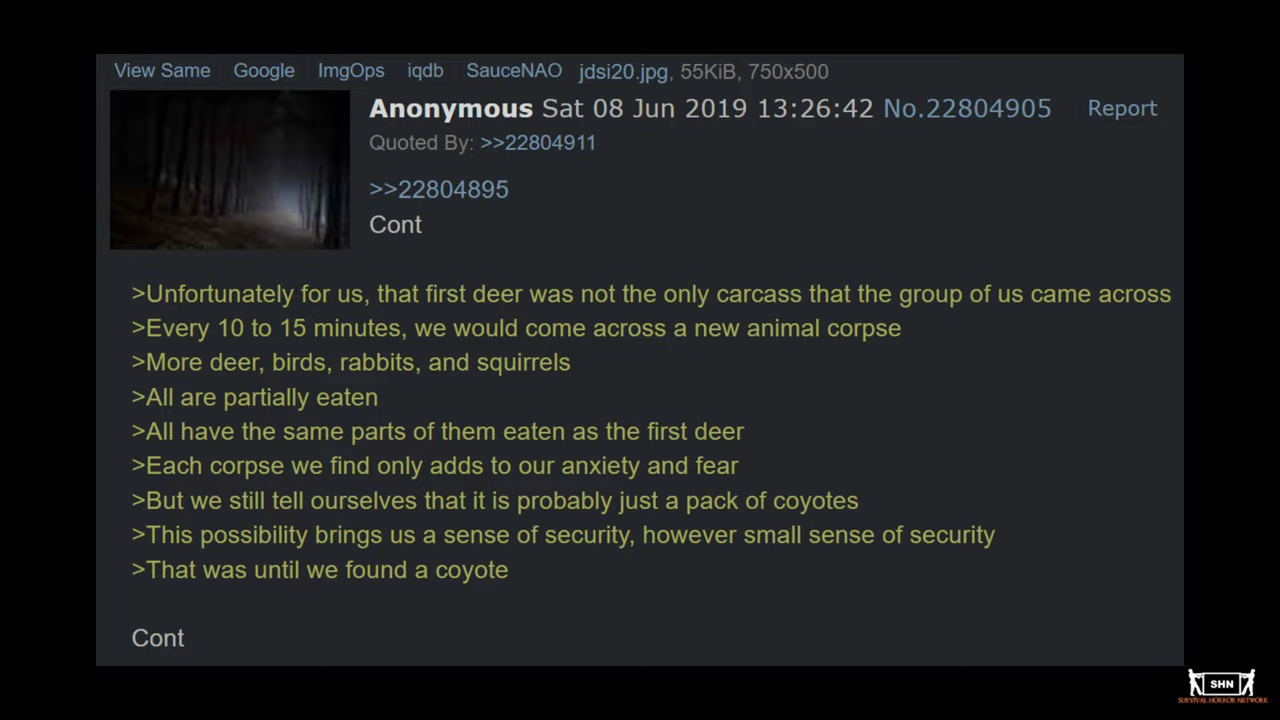 View Same Google ImgOps iqdb SauceNAO jdsi20.jpg, 55KiB, 750x500
Anonymous Sat 08 Jun 2019 13:26:42 No.22804905 Report
Quoted By: >>22804911
>>22804895
Cont
>Unfortunately for us, that first deer was not the only carcass that the group of us came across
>Every 10 to 15 minutes, we would come across a new animal corpse
>More deer, birds, rabbits, and squirrels
>All are partially eaten
>All have the same parts of them eaten as the first deer
>Each corpse we find only adds to our anxiety and fear
>But we still tell ourselves that it is probably just a pack of coyotes
>This possibility brings us a sense of security, however small sense of security
>That was until we found a coyote
Cont
SHN
SURVIVAL HORROR NETWORK